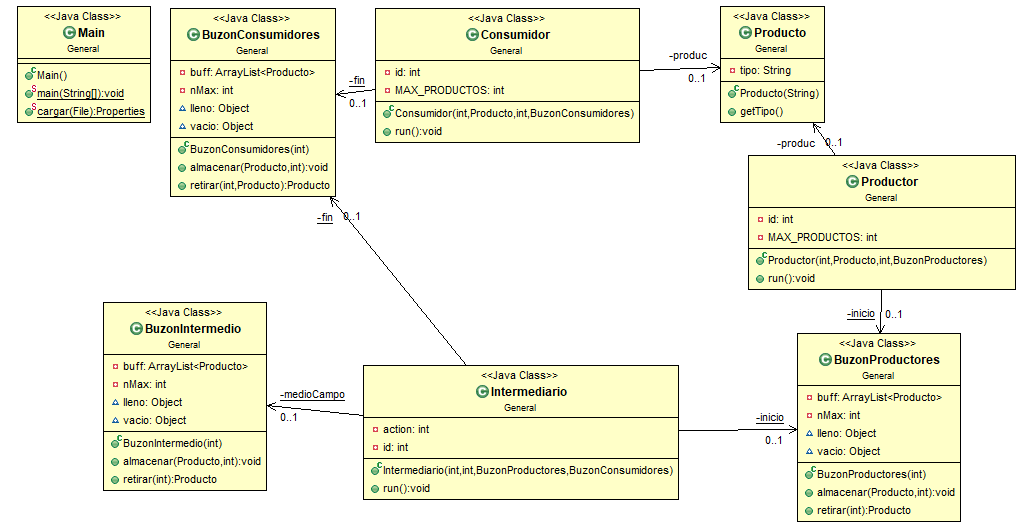 <<Java Class>>
Main
General
Main()
main(String[]):void
cargar(File):Properties
<<Java Class>>
BuzonConsumidores
General
buff: ArrayList<Producto>
nMax: int
lleno: Object
vacio: Object
BuzonConsumidores(int)
almacenar(Producto,int):void
retirar(int,Producto):Producto
-fin
0..1
<<Java Class>>
Consumidor
General
id: int
MAX_PRODUCTOS: int
Consumidor(int,Producto,int,BuzonConsumidores)
run():void
-produc
0..1
<<Java Class>>
Producto
General
tipo: String
Producto(String)
getTipo()
-produc
0..1
<<Java Class>>
Productor
General
id: int
MAX_PRODUCTOS: int
Productor(int,Producto,int,BuzonProductores)
run():void
-fin
0..1
-inicio
0..1
<<Java Class>>
BuzonIntermedio
General
buff: ArrayList<Producto>
nMax: int
lleno: Object
vacio: Object
BuzonIntermedio(int)
almacenar(Producto,int):void
retirar(int):Producto
-medioCampo
0..1
<<Java Class>>
Intermediario
General
action: int
id: int
Intermediario(int,int,BuzonProductores,BuzonConsumidores)
run():void
-inicio
0..1
<<Java Class>>
BuzonProductores
General
buff: ArrayList<Producto>
nMax: int
lleno: Object
vacio: Object
BuzonProductores(int)
almacenar(Producto,int):void
retirar(int):Producto